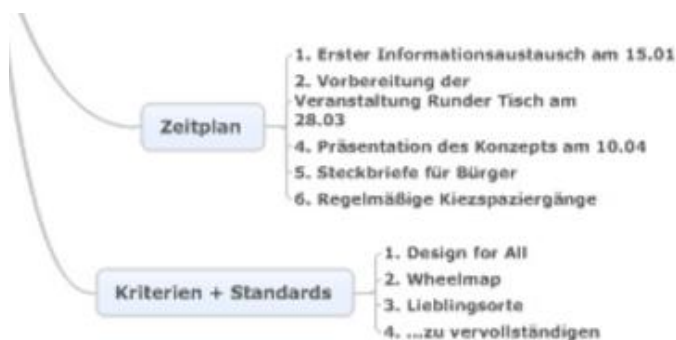 Zeitplan
1. Erster Informationsaustausch am 15.01
2. Vorbereitung der
Veranstaltung Runder Tisch am
28.03
4. Präsentation des Konzepts am 10.04
5. Steckbriefe für Bürger
6. Regelmäßige Kiezspaziergänge
Kriterien + Standards
1. Design for All
2. Wheelmap
3. Lieblingsorte
4. ...zu vervollständigen